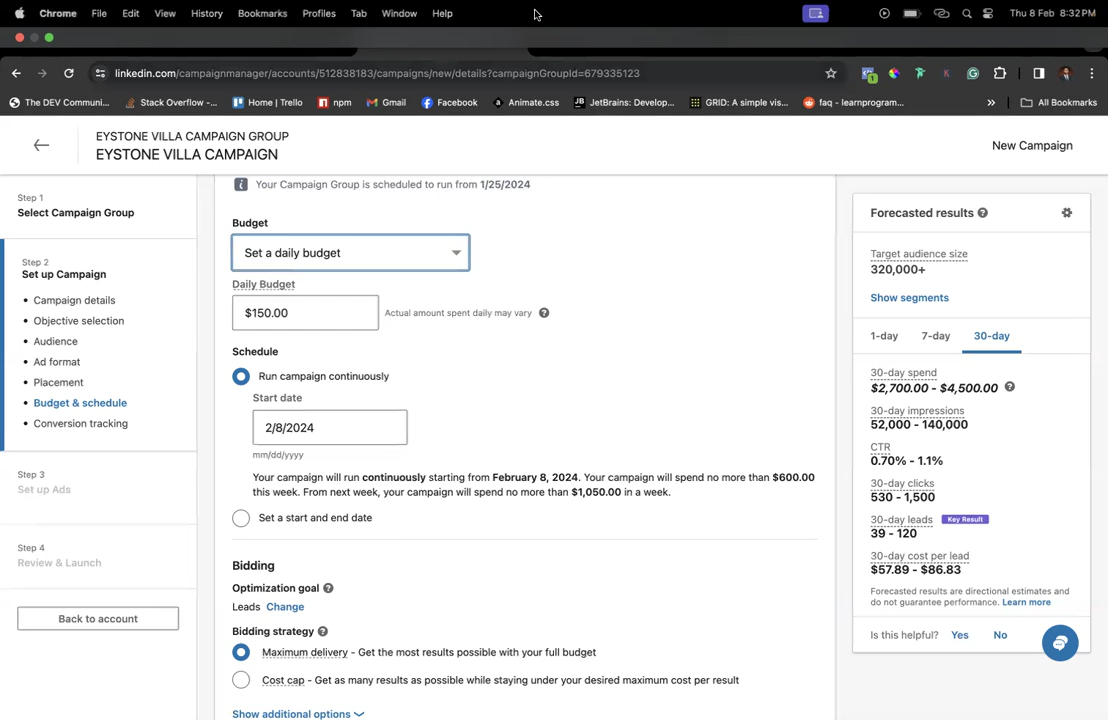 Chrome File Edit View History Bookmarks Profiles Tab Window Help Thu 8 Feb 8:32 PM
linkedin.com/campaignmanager/accounts/512838183/campaigns/new/details?campaignGroupId=679335123
The DEV Communi... Stack Overflow -... Home | Trello npm Gmail Facebook Animate.css JetBrains: Develop... GRID: A simple vis... faq - learnprogram... » All Bookmarks
EYSTONE VILLA CAMPAIGN GROUP
EYSTONE VILLA CAMPAIGN
New Campaign
Step 1
Select Campaign Group
Step 2
Set up Campaign
Campaign details
Objective selection
Audience
Ad format
Placement
Budget & schedule
Conversion tracking
Step 3
Set up Ads
Step 4
Review & Launch
Back to account
Your Campaign Group is scheduled to run from 1/25/2024
Budget
Set a daily budget
Daily Budget
$150.00 Actual amount spent daily may vary
Schedule
Run campaign continuously
Start date
2/8/2024
mm/dd/yyyy
Your campaign will run continuously starting from February 8, 2024. Your campaign will spend no more than $600.00
this week. From next week, your campaign will spend no more than $1,050.00 in a week.
Set a start and end date
Bidding
Optimization goal
Leads Change
Bidding strategy
Maximum delivery - Get the most results possible with your full budget
Cost cap - Get as many results as possible while staying under your desired maximum cost per result
Show additional options
Forecasted results
Target audience size
320,000+
Show segments
1-day 7-day 30-day
30-day spend
$2,700.00 - $4,500.00
30-day impressions
52,000 - 140,000
CTR
0.70% - 1.1%
30-day clicks
530 - 1,500
30-day leads Key Result
39 - 120
30-day cost per lead
$57.89 - $86.83
Forecasted results are directional estimates and
do not guarantee performance. Learn more
Is this helpful? Yes No